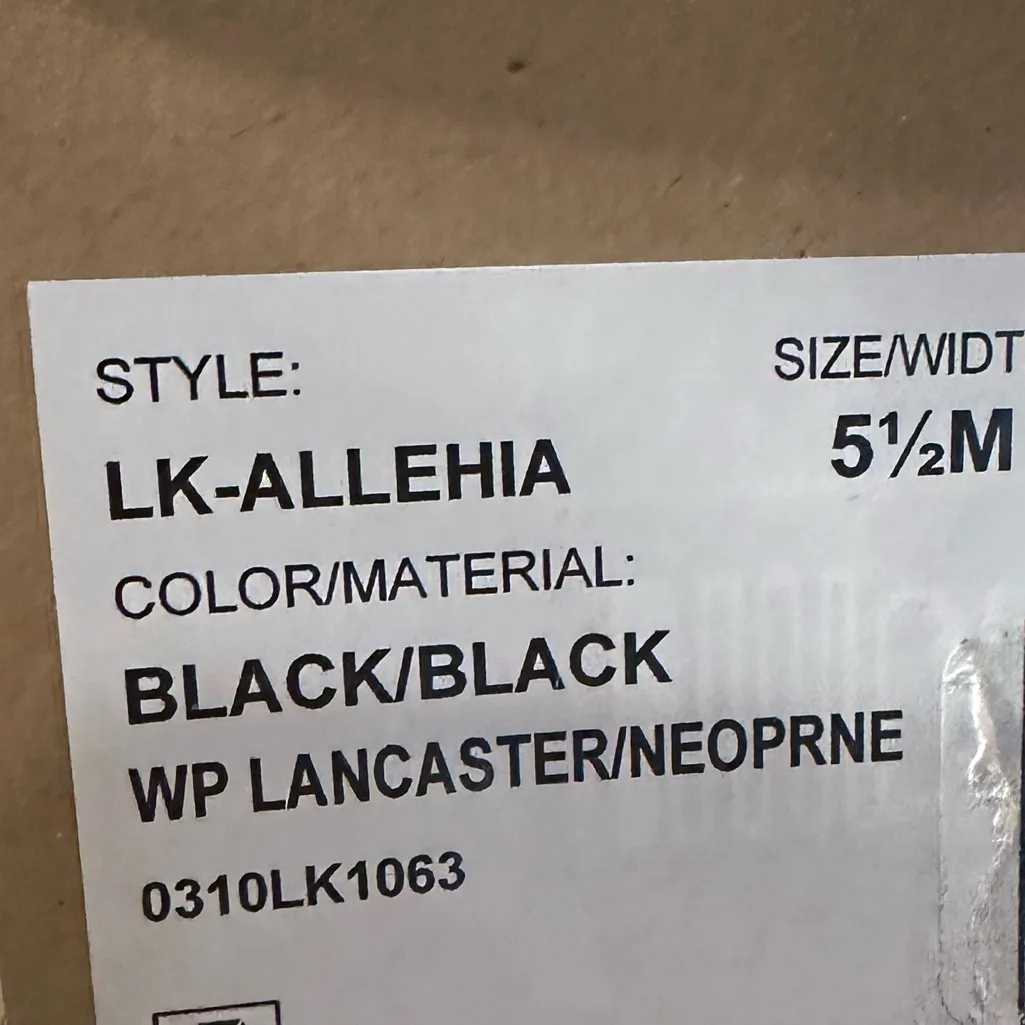 STYLE:
SIZE/WIDT
LK-ALLEHIA
5½M
COLOR/MATERIAL:
BLACK/BLACK
WP LANCASTER/NEOPRNE
0310LK1063